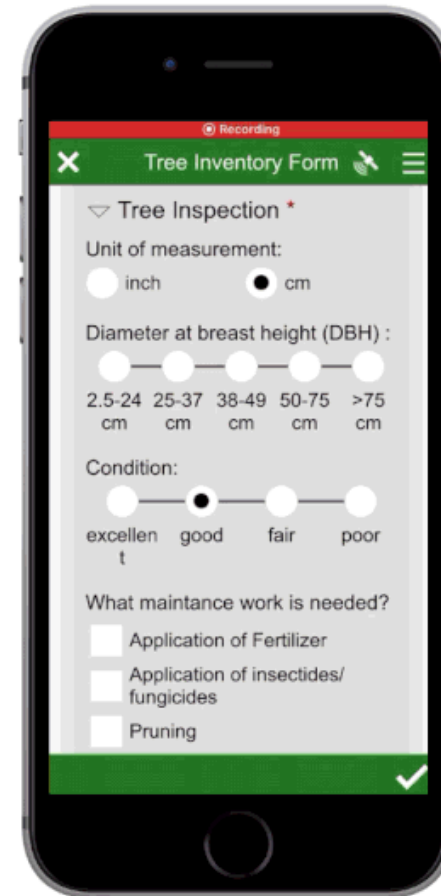 Recording
Tree Inventory Form
Tree Inspection *
Unit of measurement:
inch cm
Diameter at breast height (DBH) :
2.5-24 25-37 38-49 50-75 >75
cm cm cm cm cm
Condition:
excellen good fair poor
t
What maintance work is needed?
Application of Fertilizer
Application of insectides/
fungicides
Pruning